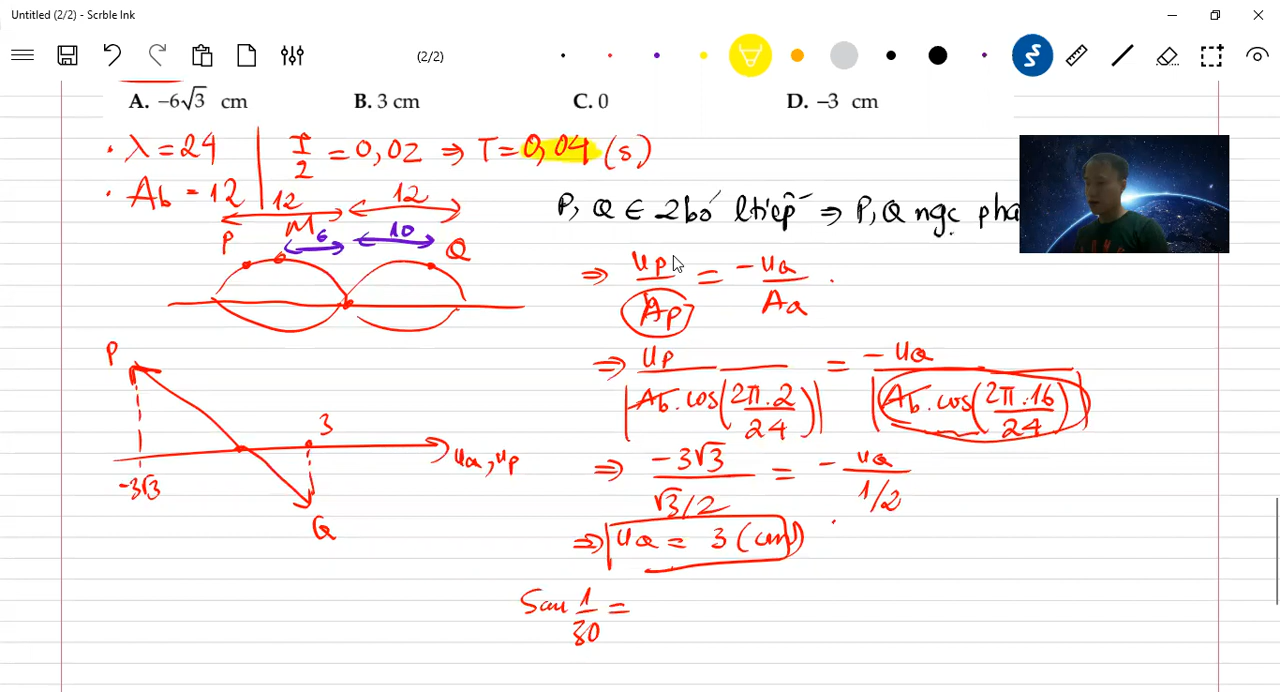 Untitled (2/2) - Scrble Ink
(2/2)
A. −6√3 cm B. 3 cm C. 0 D. −3 cm
· λ = 24 | T/2 = 0,02 ⇒ T = 0,04 (s)
· Ab = 12
12 12
P M 6 10 Q
P, Q ∈ 2 bó ltiếp ⇒ P, Q ngc pha
⇒ uP/AP = −uQ/AQ .
⇒ uP/|Ab.cos(2π.2/24)| = −uQ/|Ab.cos(2π.16/24)|
P
3
uQ, uP
−3√3
Q
⇒ −3√3/(√3/2) = −uQ/(1/2)
⇒ uQ = 3 (cm)
Sau 1/80 =